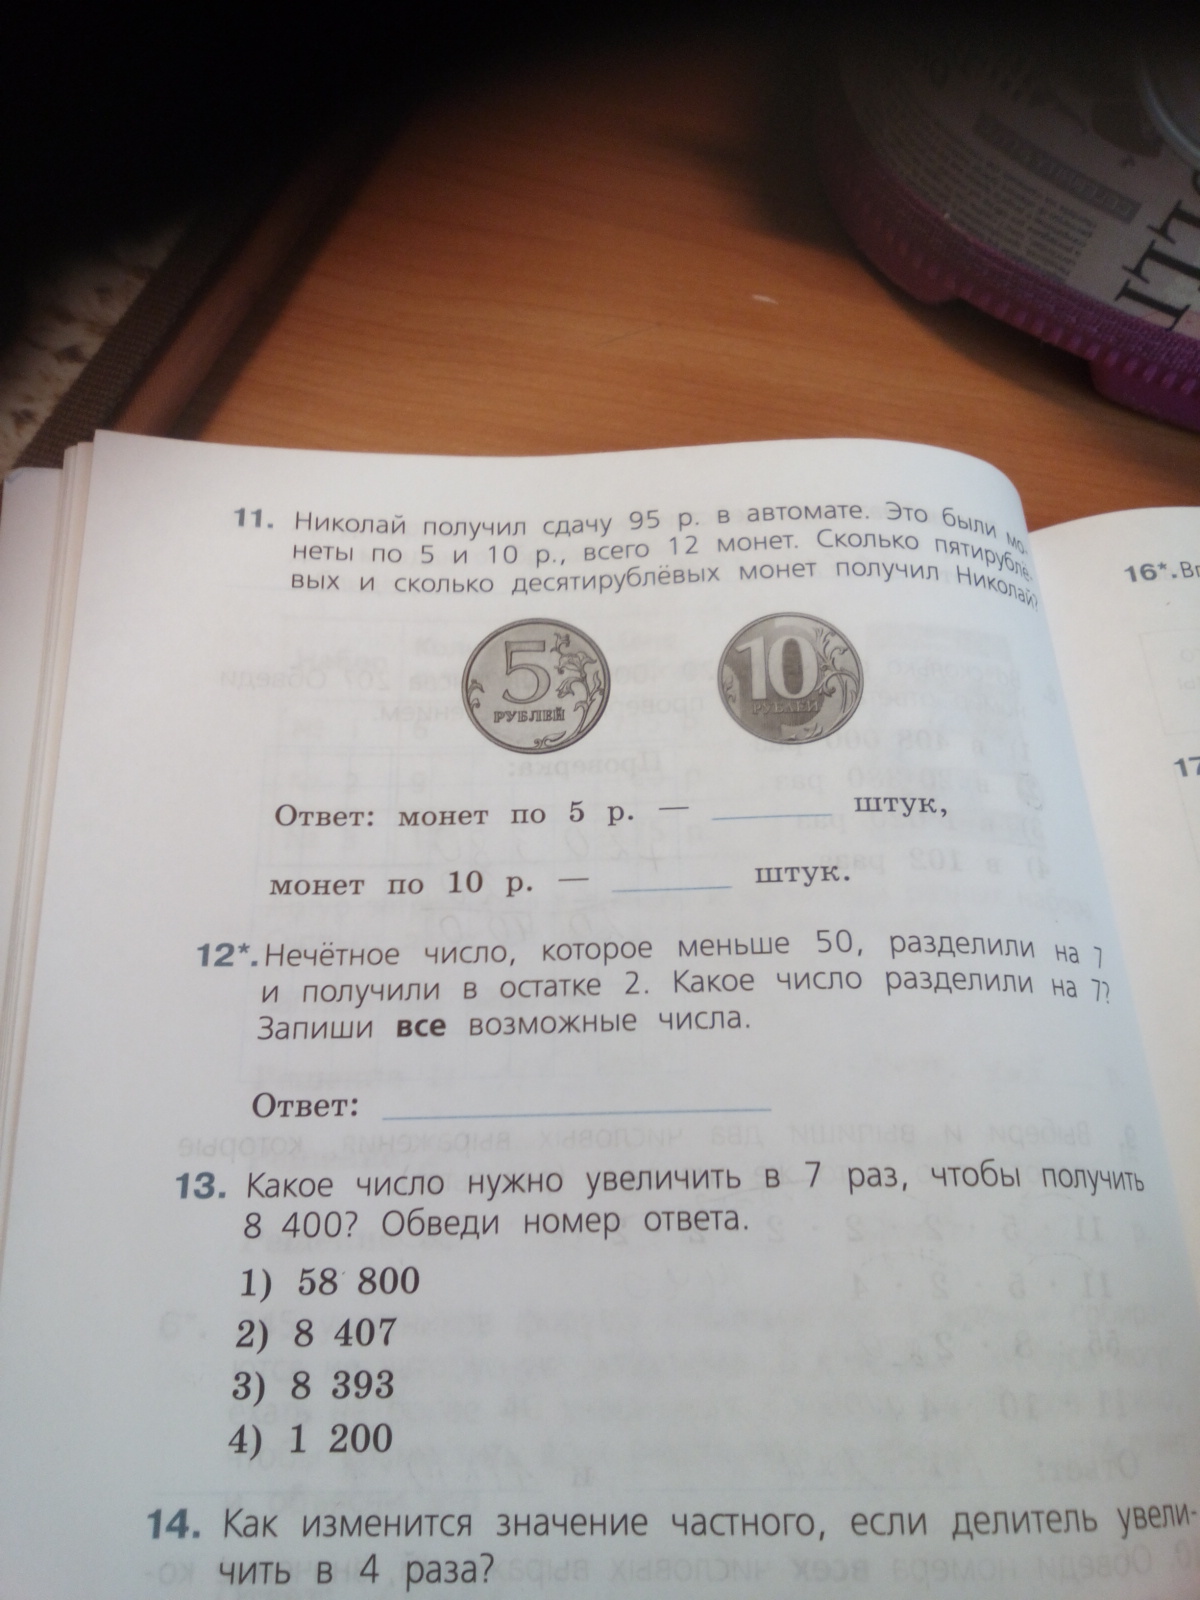 11. Николай получил сдачу 95 р. в автомате. Это были мо-
неты по 5 и 10 р., всего 12 монет. Сколько пятирубле-
вых и сколько десятирублёвых монет получил Николай?
5
РУБЛЕЙ
10
РУБЛЕЙ
Ответ: монет по 5 р. — штук,
монет по 10 р. — штук.
12*. Нечётное число, которое меньше 50, разделили на 7
и получили в остатке 2. Какое число разделили на 7?
Запиши все возможные числа.
Ответ:
13. Какое число нужно увеличить в 7 раз, чтобы получить
8 400? Обведи номер ответа.
1) 58 800
2) 8 407
3) 8 393
4) 1 200
14. Как изменится значение частного, если делитель увели-
чить в 4 раза?
16*.
17